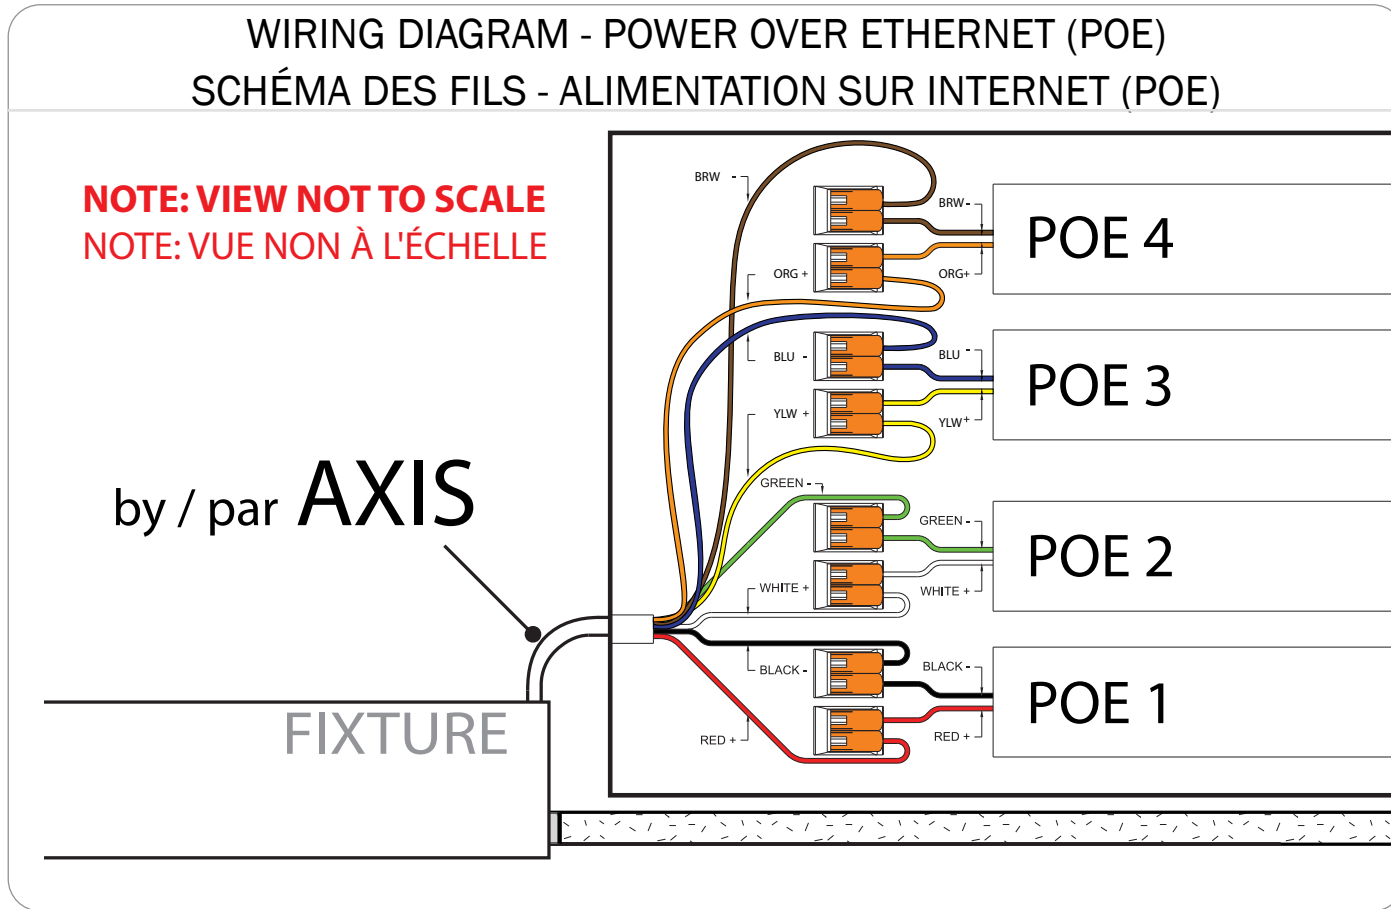 WIRING DIAGRAM - POWER OVER ETHERNET (POE)
SCHÉMA DES FILS - ALIMENTATION SUR INTERNET (POE)
NOTE: VIEW NOT TO SCALE
NOTE: VUE NON À L'ÉCHELLE
BRW -
BRW -
POE 4
ORG +
ORG+
BLU -
BLU -
POE 3
YLW +
YLW+
by / par AXIS
GREEN -
GREEN -
POE 2
WHITE +
WHITE +
BLACK -
BLACK -
POE 1
RED +
RED +
FIXTURE